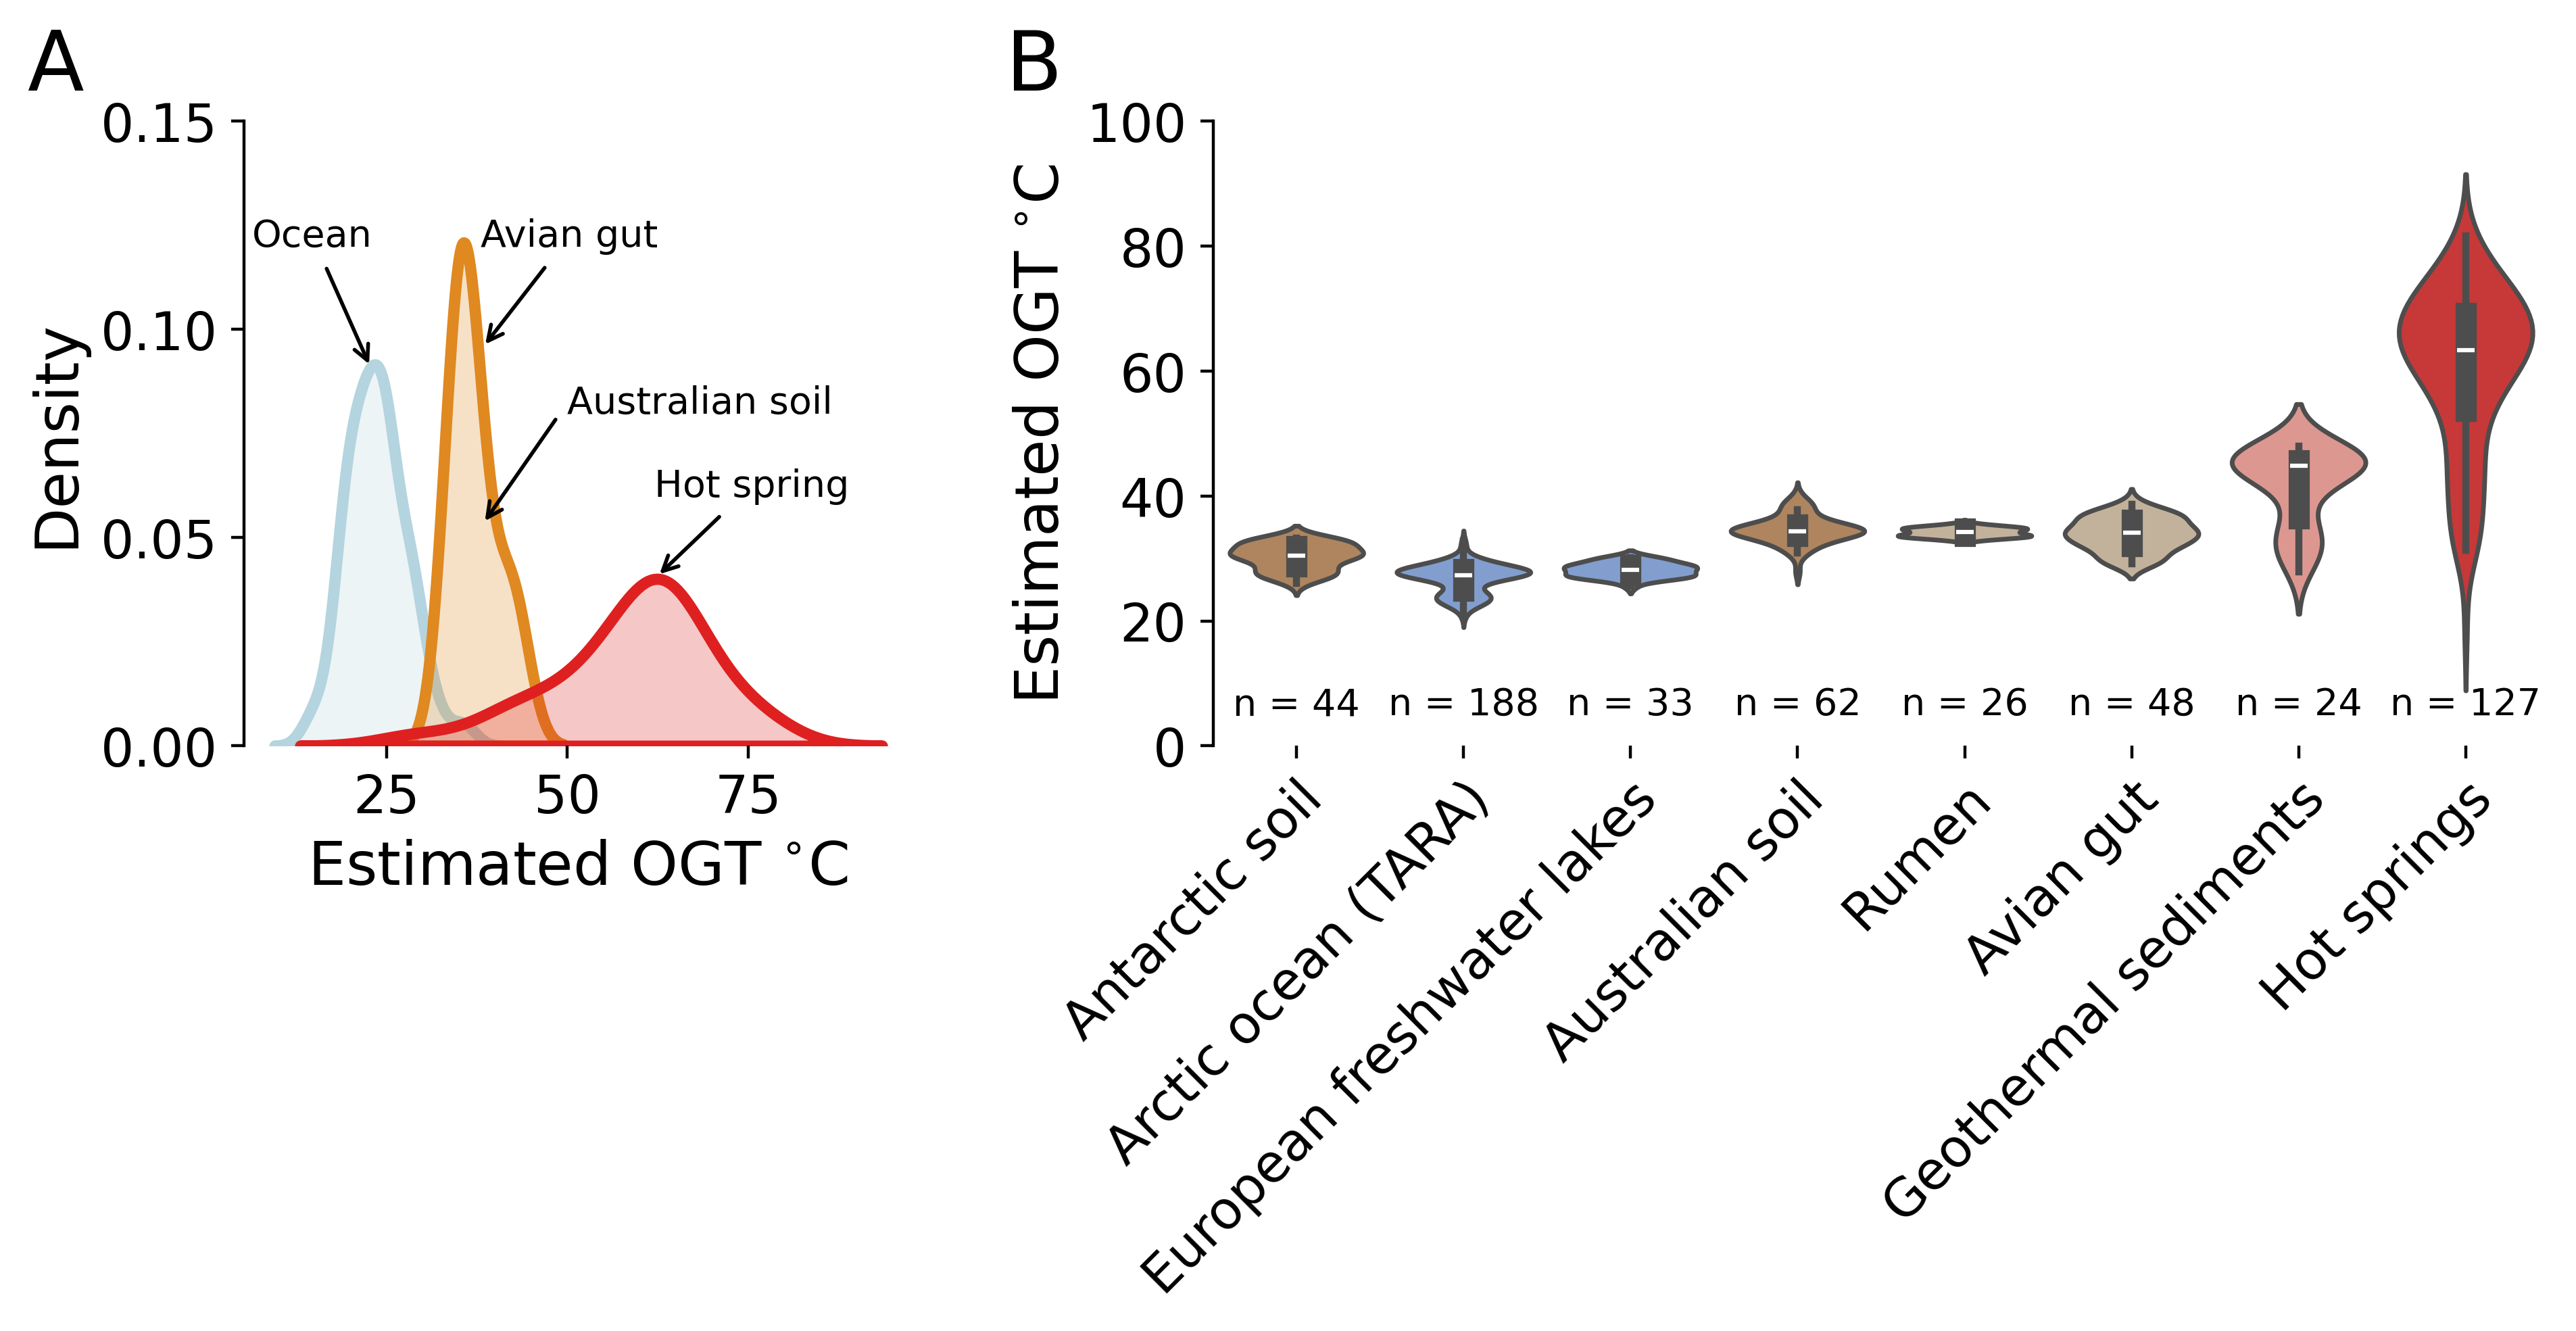 A
0.15
0.10
0.05
0.00
Density
Ocean
Avian gut
Australian soil
Hot spring
25 50 75
Estimated OGT °C
B
100
80
60
40
20
0
Estimated OGT °C
n = 44 n = 188 n = 33 n = 62 n = 26 n = 48 n = 24 n = 127
Antarctic soil
Arctic ocean (TARA)
European freshwater lakes
Australian soil
Rumen
Avian gut
Geothermal sediments
Hot springs